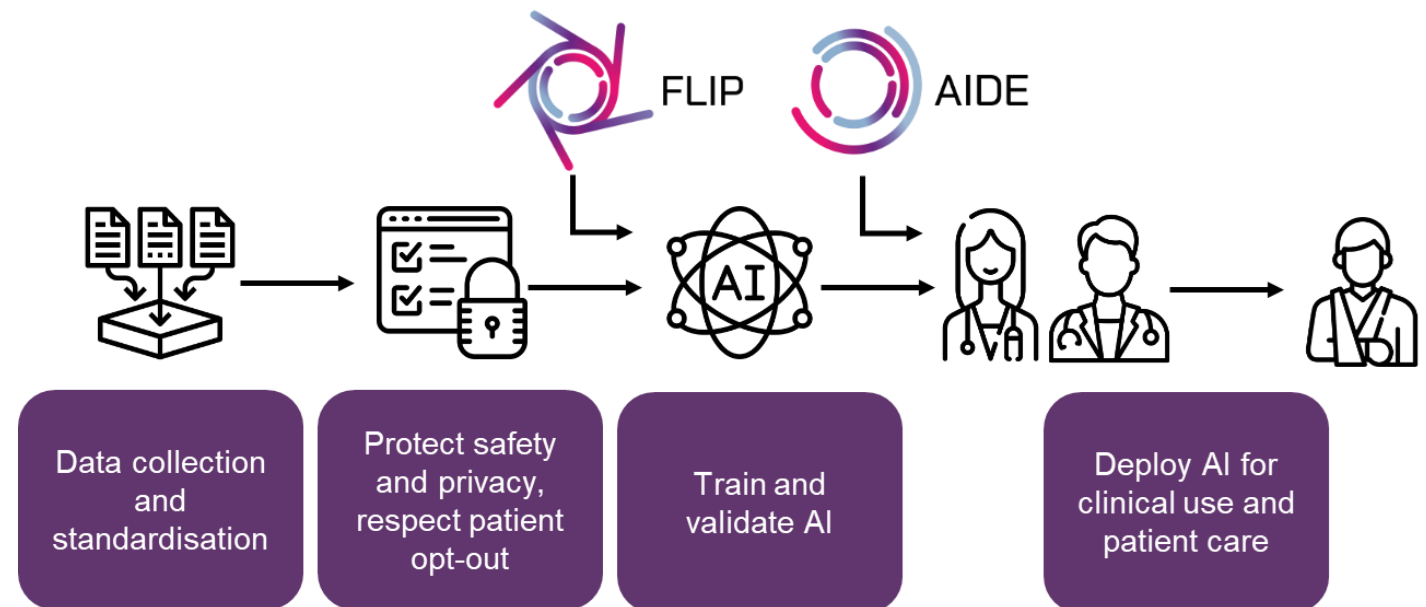 FLIP
AIDE
AI
Data collection
and
standardisation
Protect safety
and privacy,
respect patient
opt-out
Train and
validate AI
Deploy AI for
clinical use and
patient care